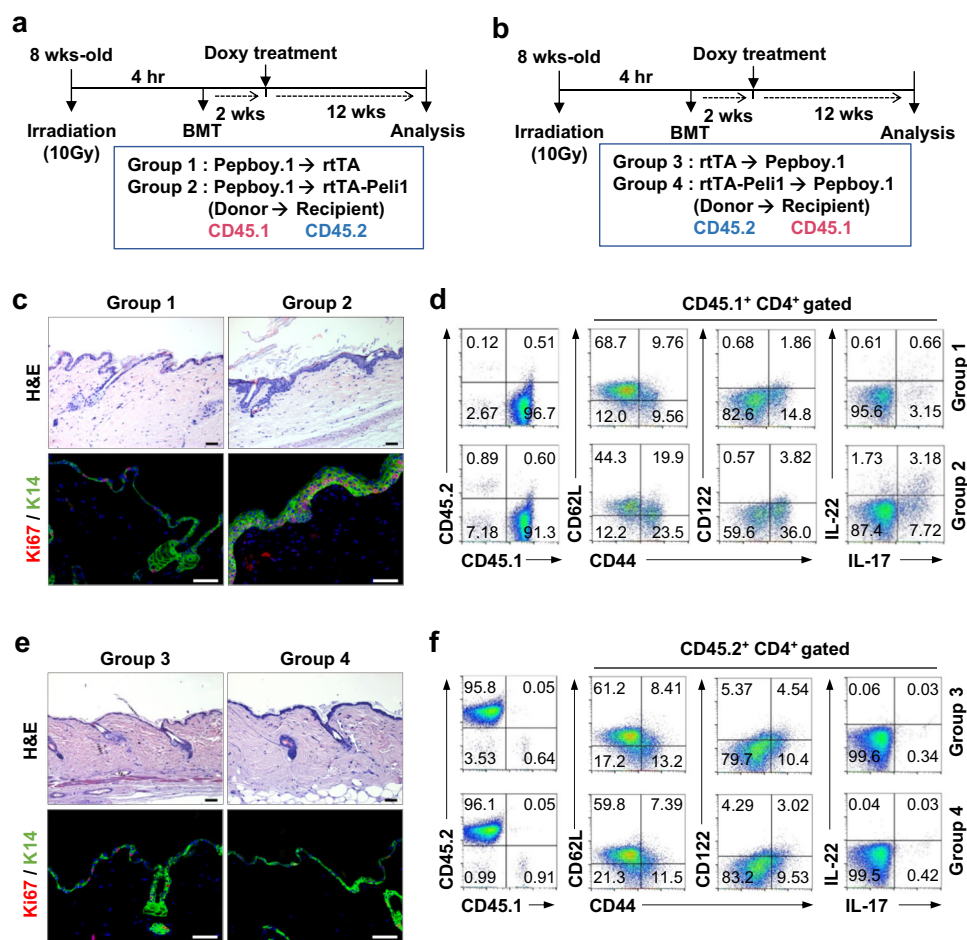 a
8 wks-old
Doxy treatment
4 hr
2 wks
12 wks
Irradiation
(10Gy)
BMT
Analysis
Group 1 : Pepboy.1 → rtTA
Group 2 : Pepboy.1 → rtTA-Peli1
(Donor → Recipient)
CD45.1 CD45.2
b
8 wks-old
Doxy treatment
4 hr
2 wks
12 wks
Irradiation
(10Gy)
BMT
Analysis
Group 3 : rtTA → Pepboy.1
Group 4 : rtTA-Peli1 → Pepboy.1
(Donor → Recipient)
CD45.2 CD45.1
c
Group 1 Group 2
H&E
Ki67 / K14
d
CD45.1+ CD4+ gated
CD45.2
CD62L
CD122
IL-22
0.12 0.51
2.67 96.7
68.7 9.76
12.0 9.56
0.68 1.86
82.6 14.8
0.61 0.66
95.6 3.15
Group 1
0.89 0.60
7.18 91.3
44.3 19.9
12.2 23.5
0.57 3.82
59.6 36.0
1.73 3.18
87.4 7.72
Group 2
CD45.1
CD44
IL-17
e
Group 3 Group 4
H&E
Ki67 / K14
f
CD45.2+ CD4+ gated
CD45.2
CD62L
CD122
IL-22
95.8 0.05
3.53 0.64
61.2 8.41
17.2 13.2
5.37 4.54
79.7 10.4
0.06 0.03
99.6 0.34
Group 3
96.1 0.05
0.99 0.91
59.8 7.39
21.3 11.5
4.29 3.02
83.2 9.53
0.04 0.03
99.5 0.42
Group 4
CD45.1
CD44
IL-17